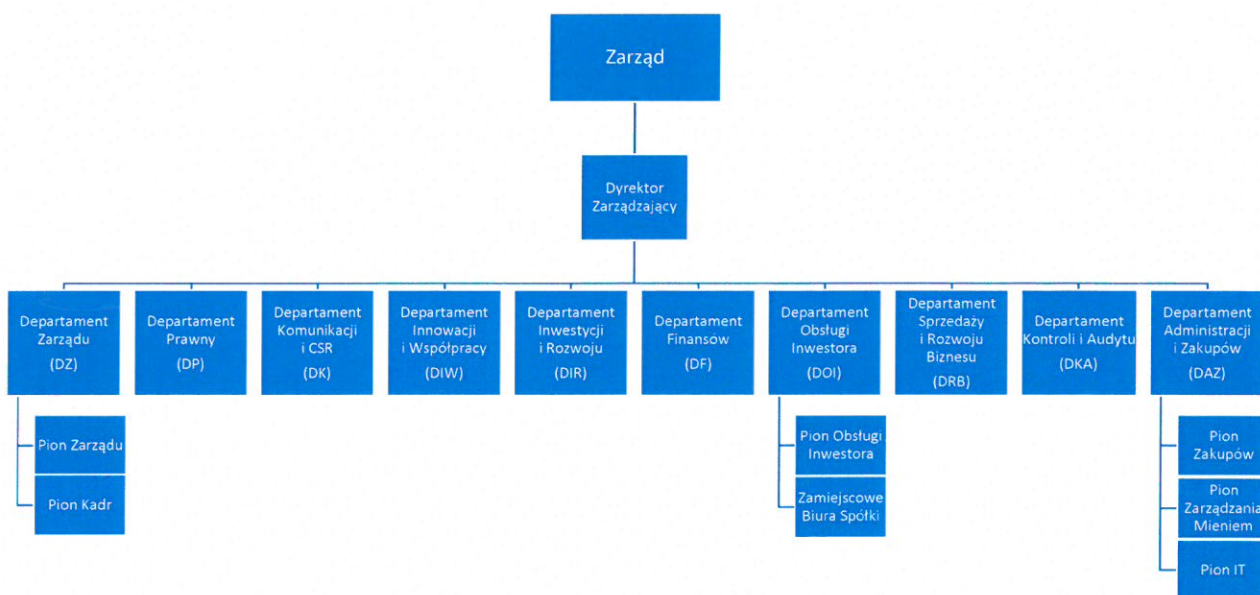 Zarząd
Dyrektor
Zarządzający
Departament
Zarządu
(DZ)
Departament
Prawny
(DP)
Departament
Komunikacji
i CSR
(DK)
Departament
Innowacji
i Współpracy
(DIW)
Departament
Inwestycji
i Rozwoju
(DIR)
Departament
Finansów
(DF)
Departament
Obsługi
Inwestora
(DOI)
Departament
Sprzedaży
i Rozwoju
Biznesu
(DRB)
Departament
Kontroli i Audytu
(DKA)
Departament
Administracji
i Zakupów
(DAZ)
Pion Zarządu
Pion Kadr
Pion Obsługi
Inwestora
Zamiejscowe
Biura Spółki
Pion
Zakupów
Pion
Zarządzania
Mieniem
Pion IT